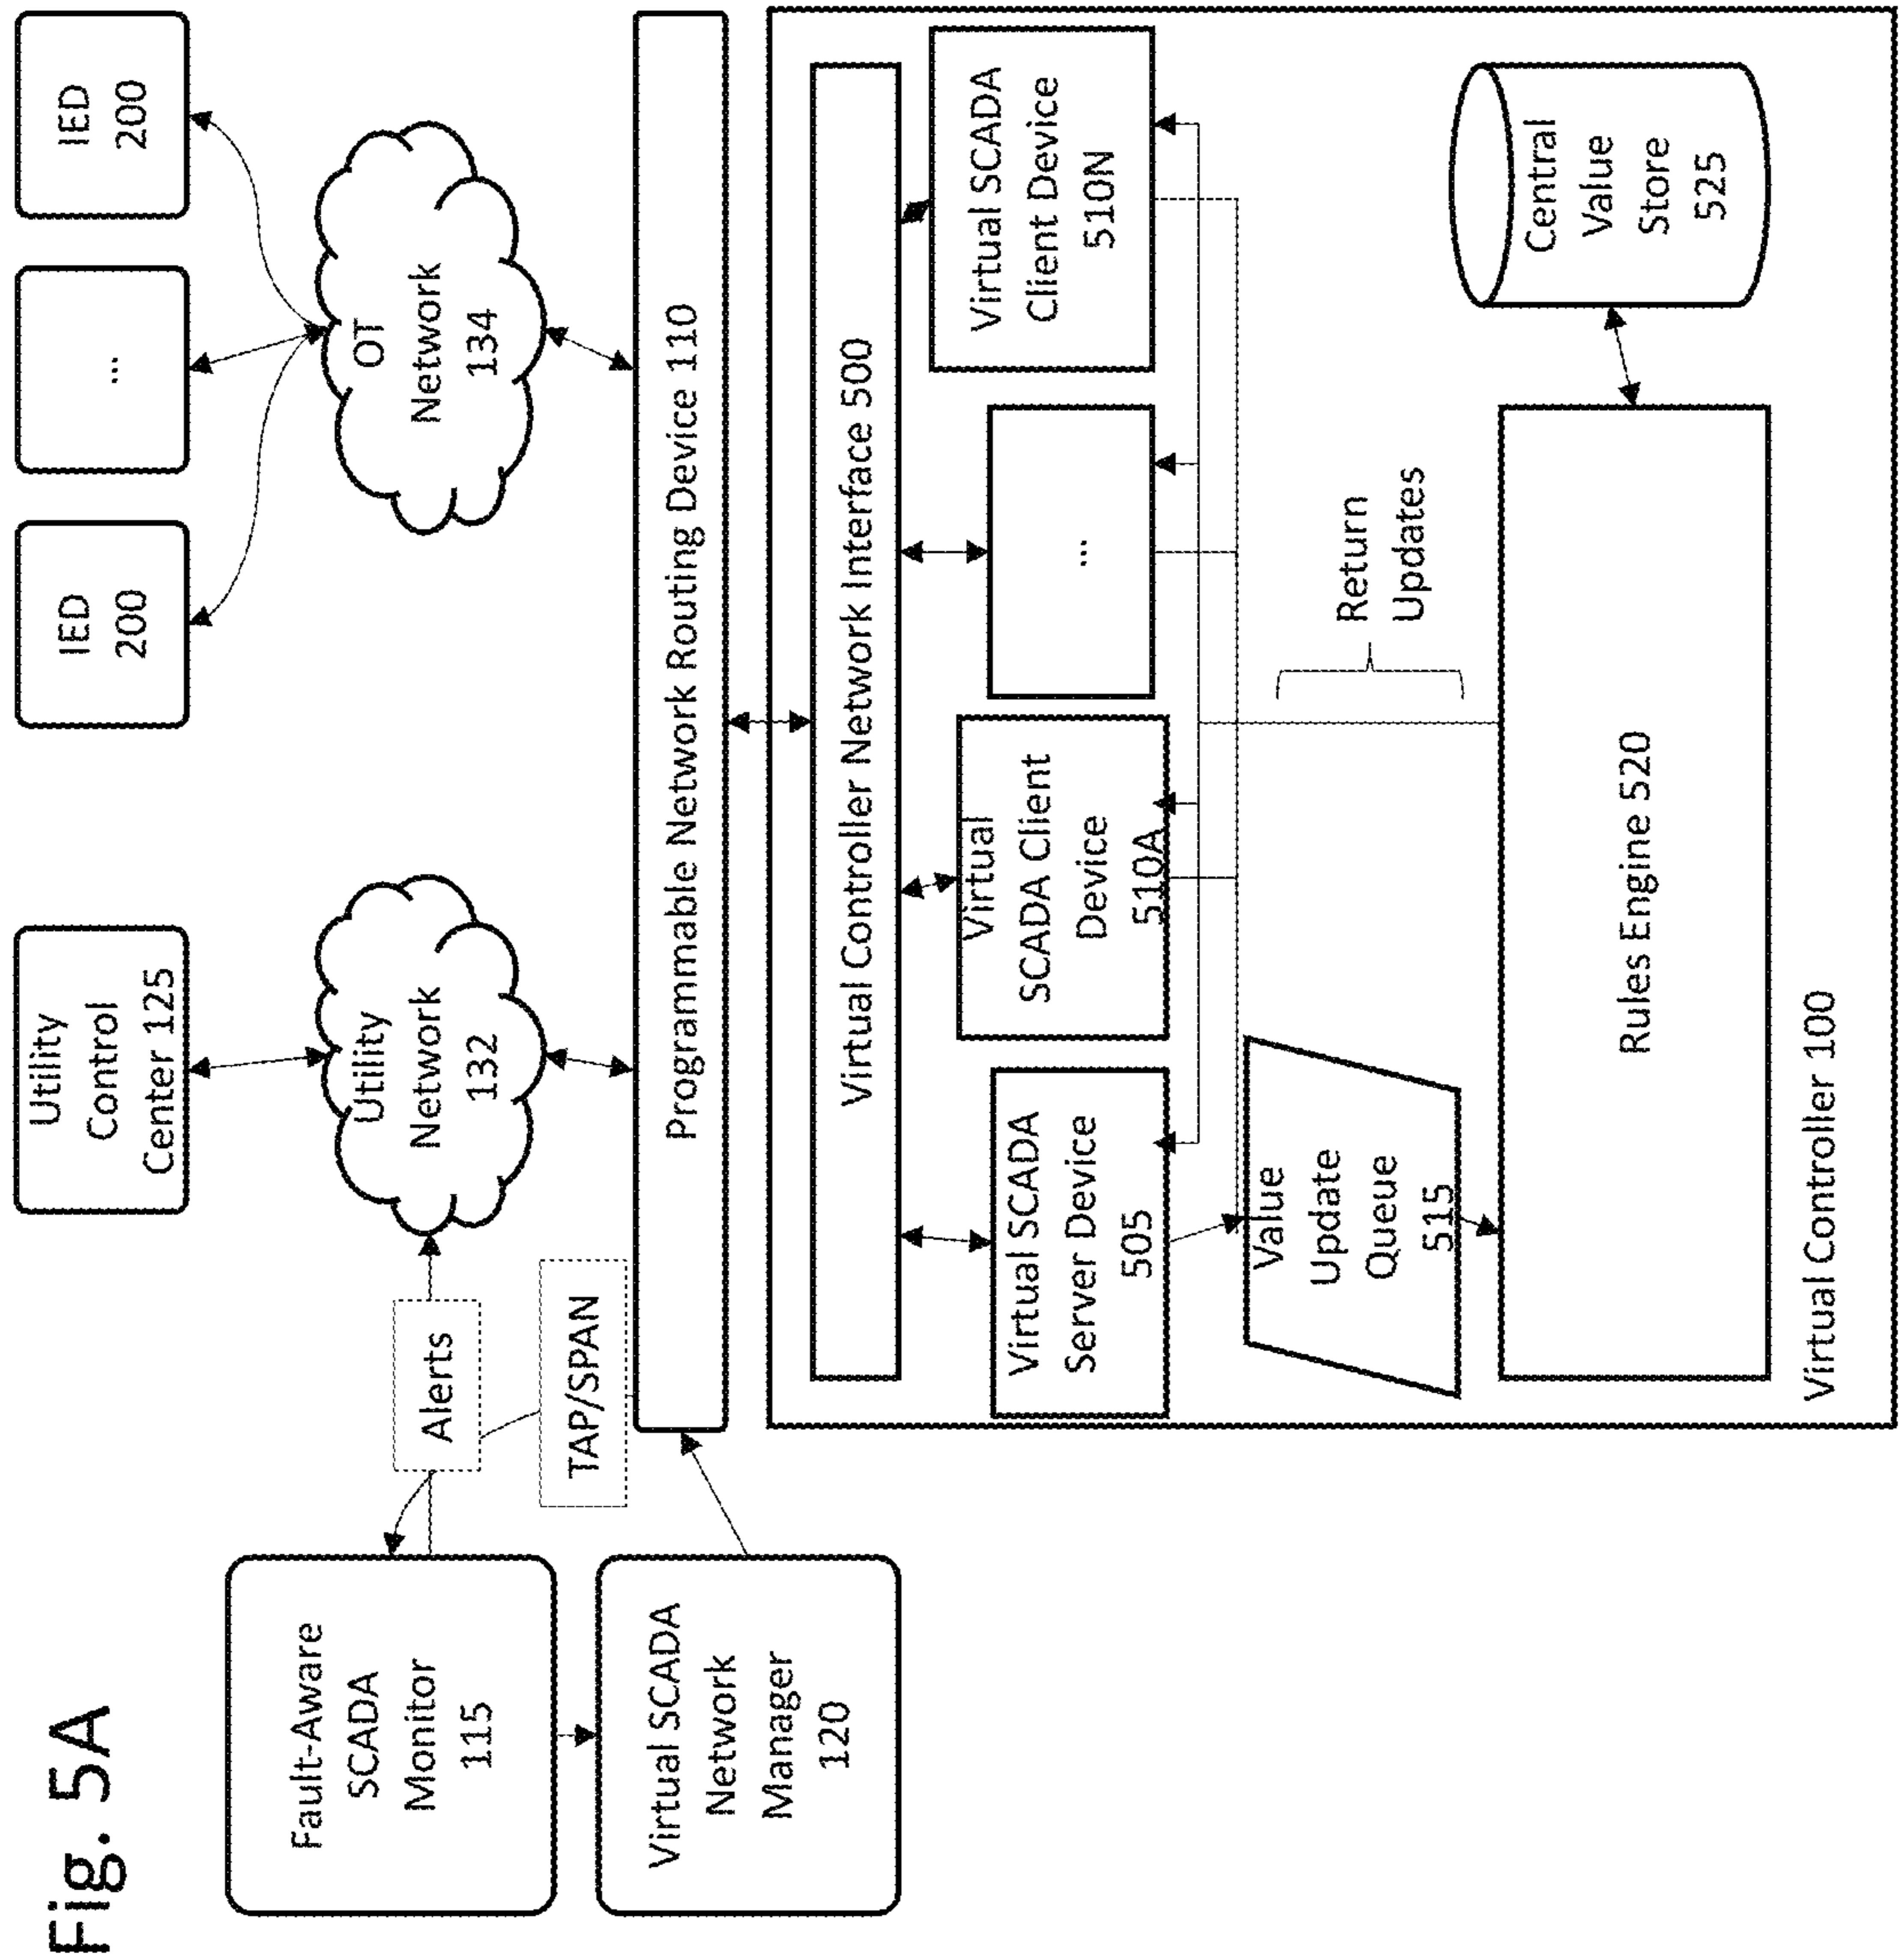 Fig. 5A
Fault-Aware
SCADA
Monitor
115
Virtual SCADA
Network
Manager
120
Alerts
TAP/SPAN
Utility
Control
Center 125
Utility
Network
132
IED
200
...
IED
200
OT
Network
134
Programmable Network Routing Device 110
Virtual Controller Network Interface 500
Virtual SCADA
Server Device
505
Virtual
SCADA Client
Device
510A
...
Virtual SCADA
Client Device
510N
Value
Update
Queue
515
Return
Updates
Rules Engine 520
Central
Value
Store
525
Virtual Controller 100